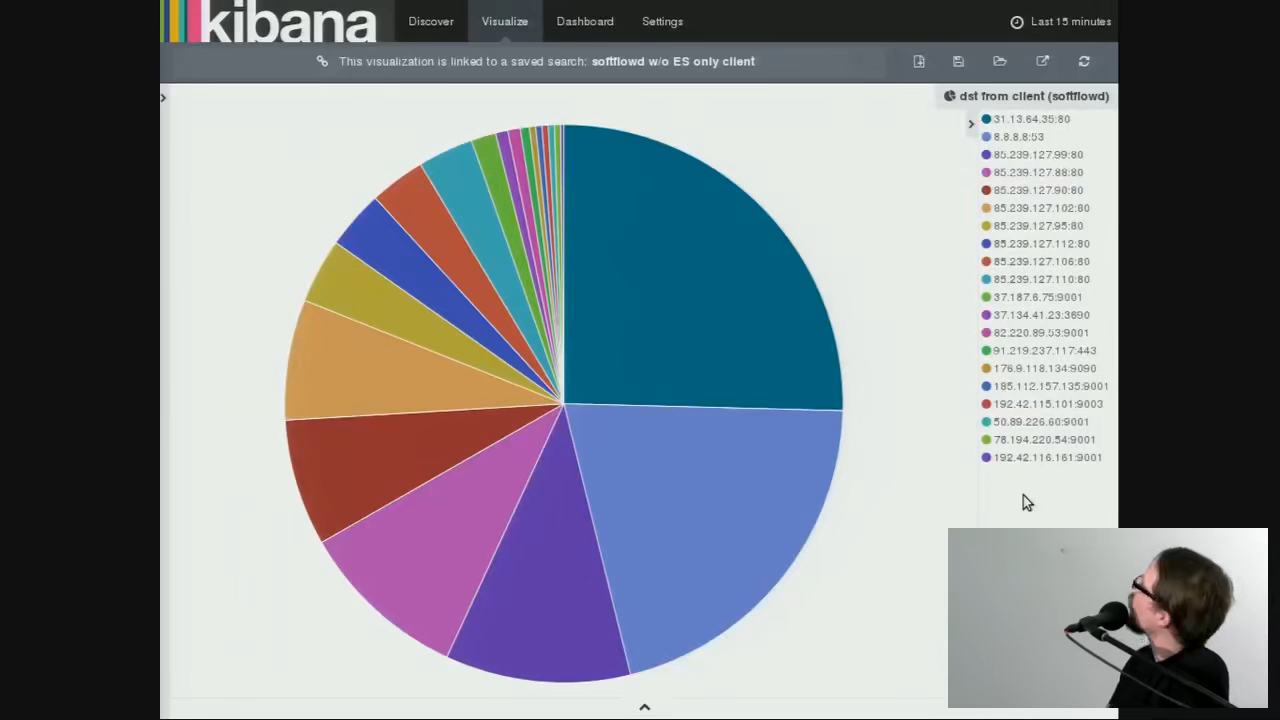 kibana
Discover
Visualize
Dashboard
Settings
Last 15 minutes
This visualization is linked to a saved search: softflowd w/o ES only client
dst from client (softflowd)
31.13.64.35:80
8.8.8.8:53
85.239.127.99:80
85.239.127.88:80
85.239.127.90:80
85.239.127.102:80
85.239.127.95:80
85.239.127.112:80
85.239.127.106:80
85.239.127.110:80
37.187.6.75:9001
37.134.41.23:3690
82.220.89.53:9001
91.219.237.117:443
176.9.118.134:9090
185.112.157.135:9001
192.42.115.101:9003
50.89.226.60:9001
78.194.220.54:9001
192.42.116.161:9001